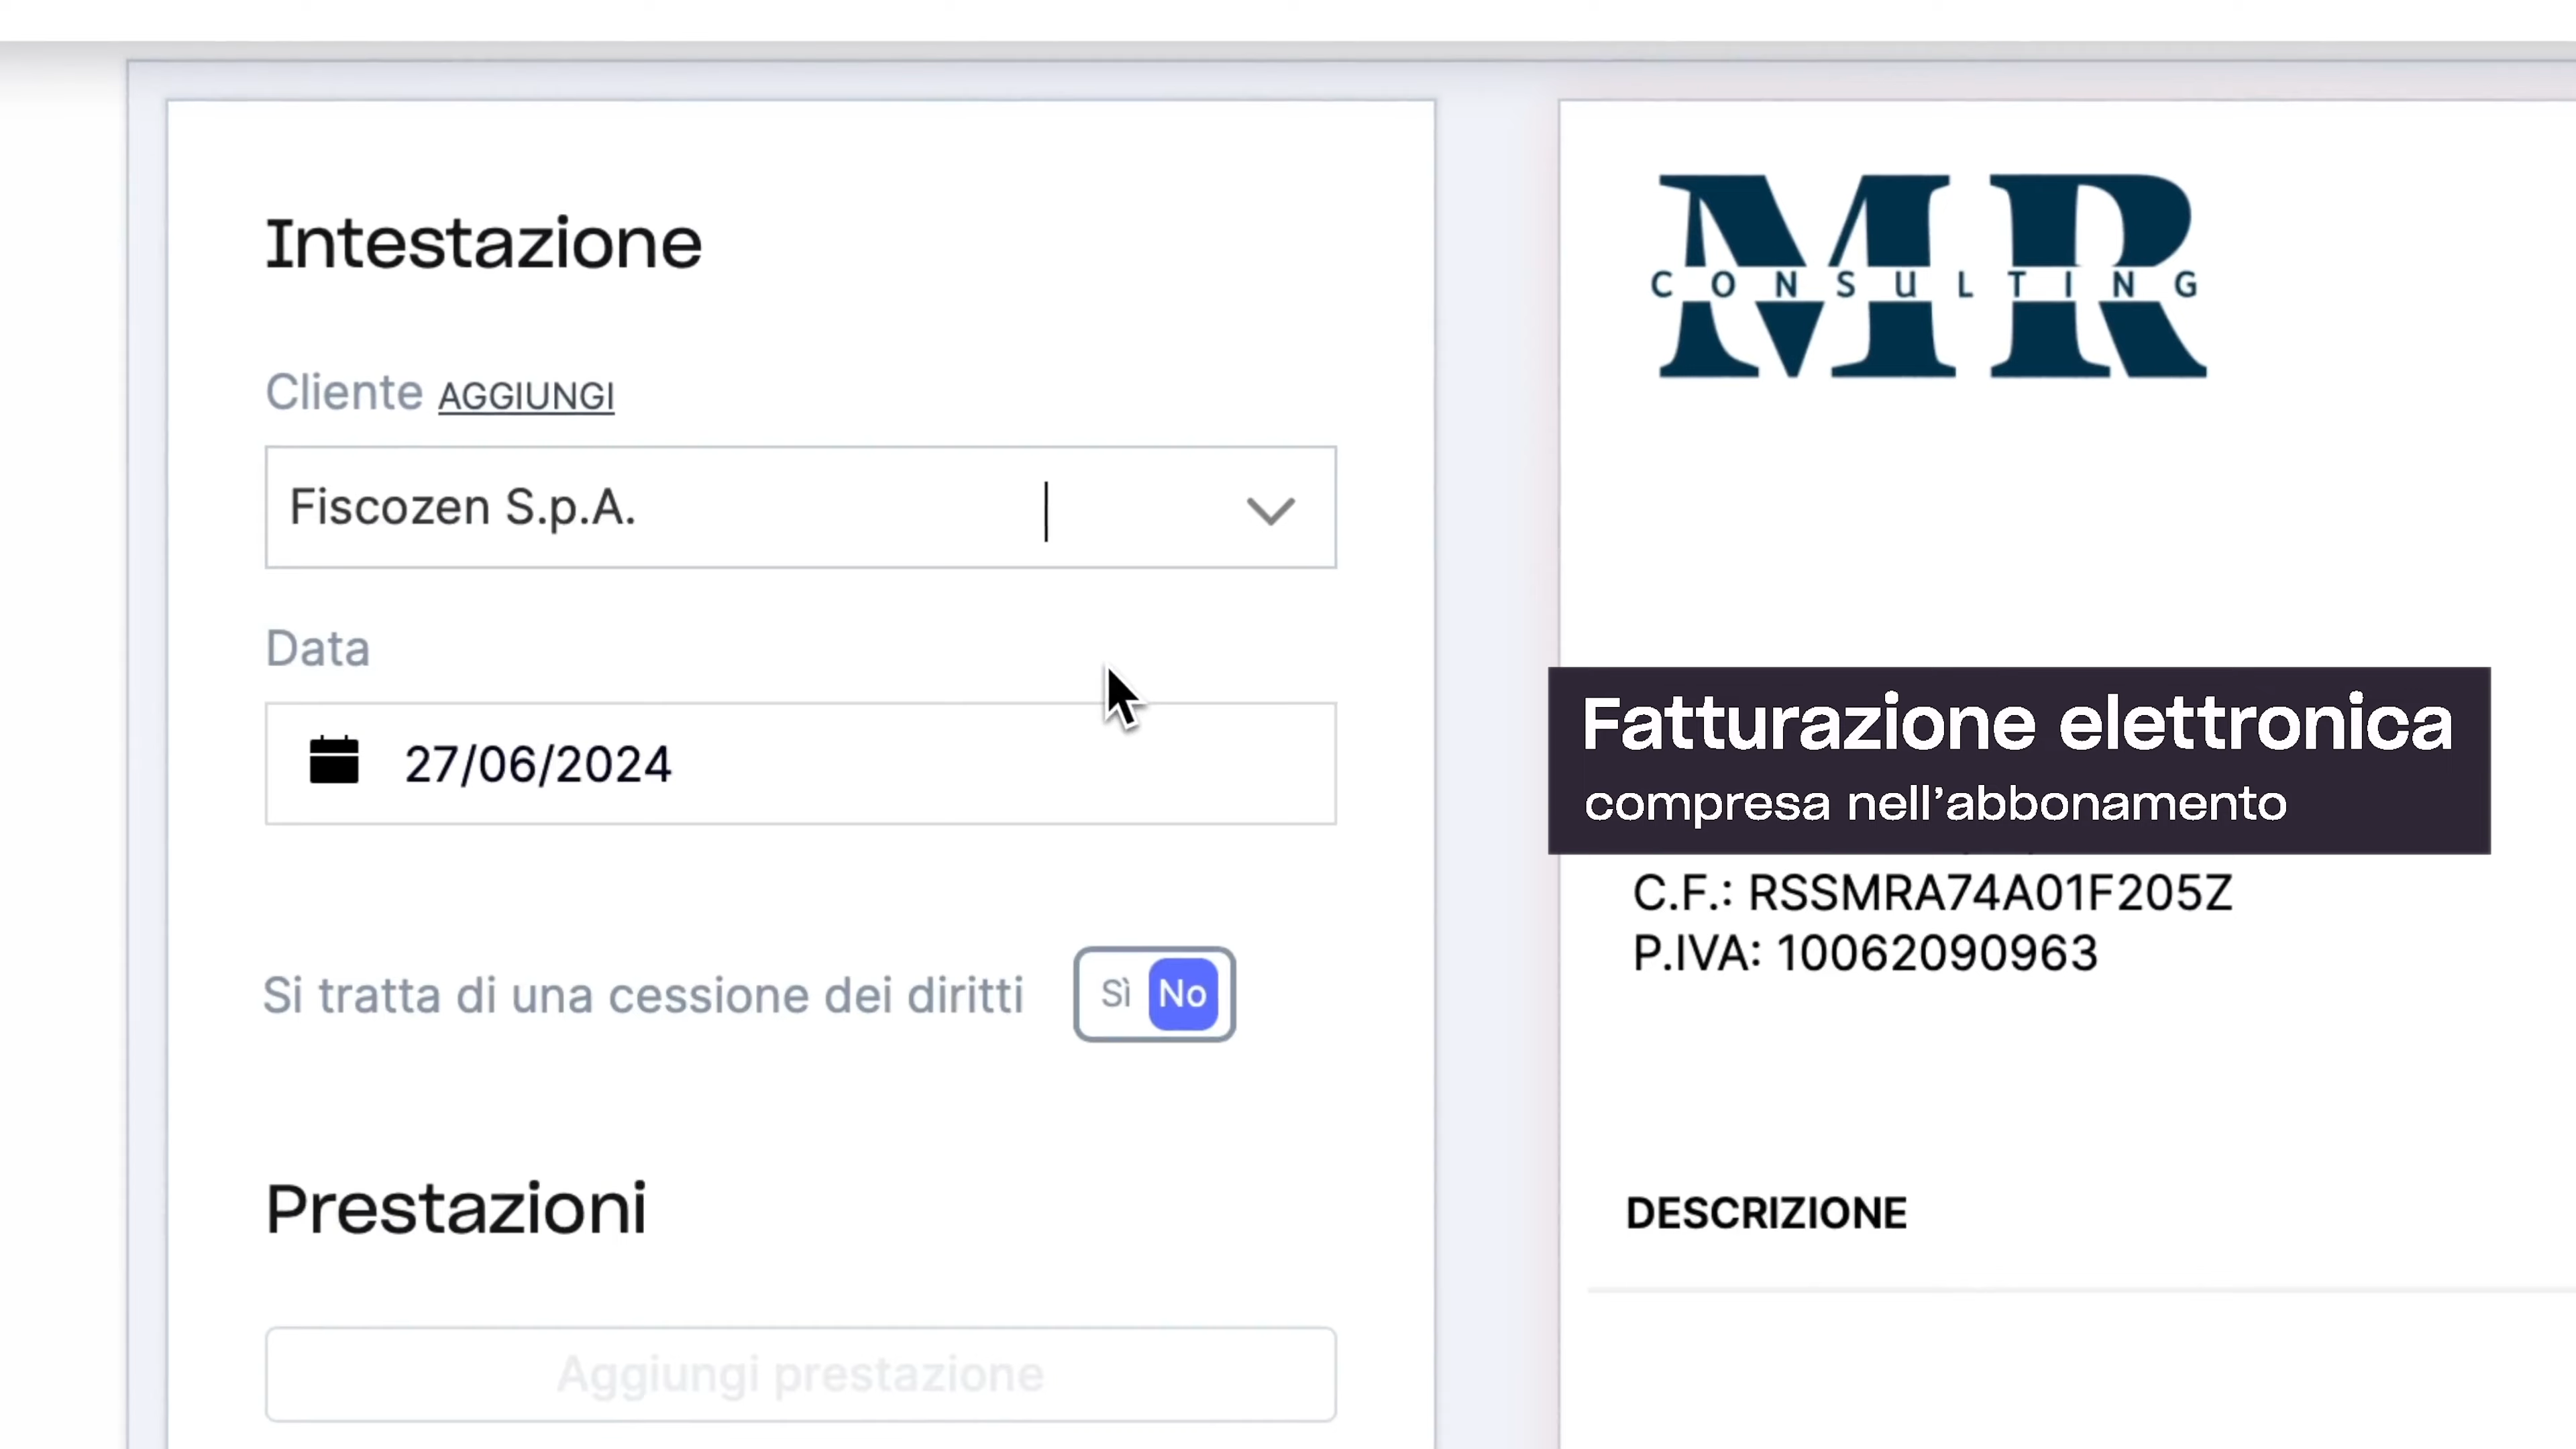 Intestazione
Cliente AGGIUNGI
Fiscozen S.p.A.
Data
27/06/2024
Si tratta di una cessione dei diritti Sì No
Prestazioni
Aggiungi prestazione
MR
CONSULTING
Fatturazione elettronica
compresa nell’abbonamento
C.F.: RSSMRA74A01F205Z
P.IVA: 10062090963
DESCRIZIONE